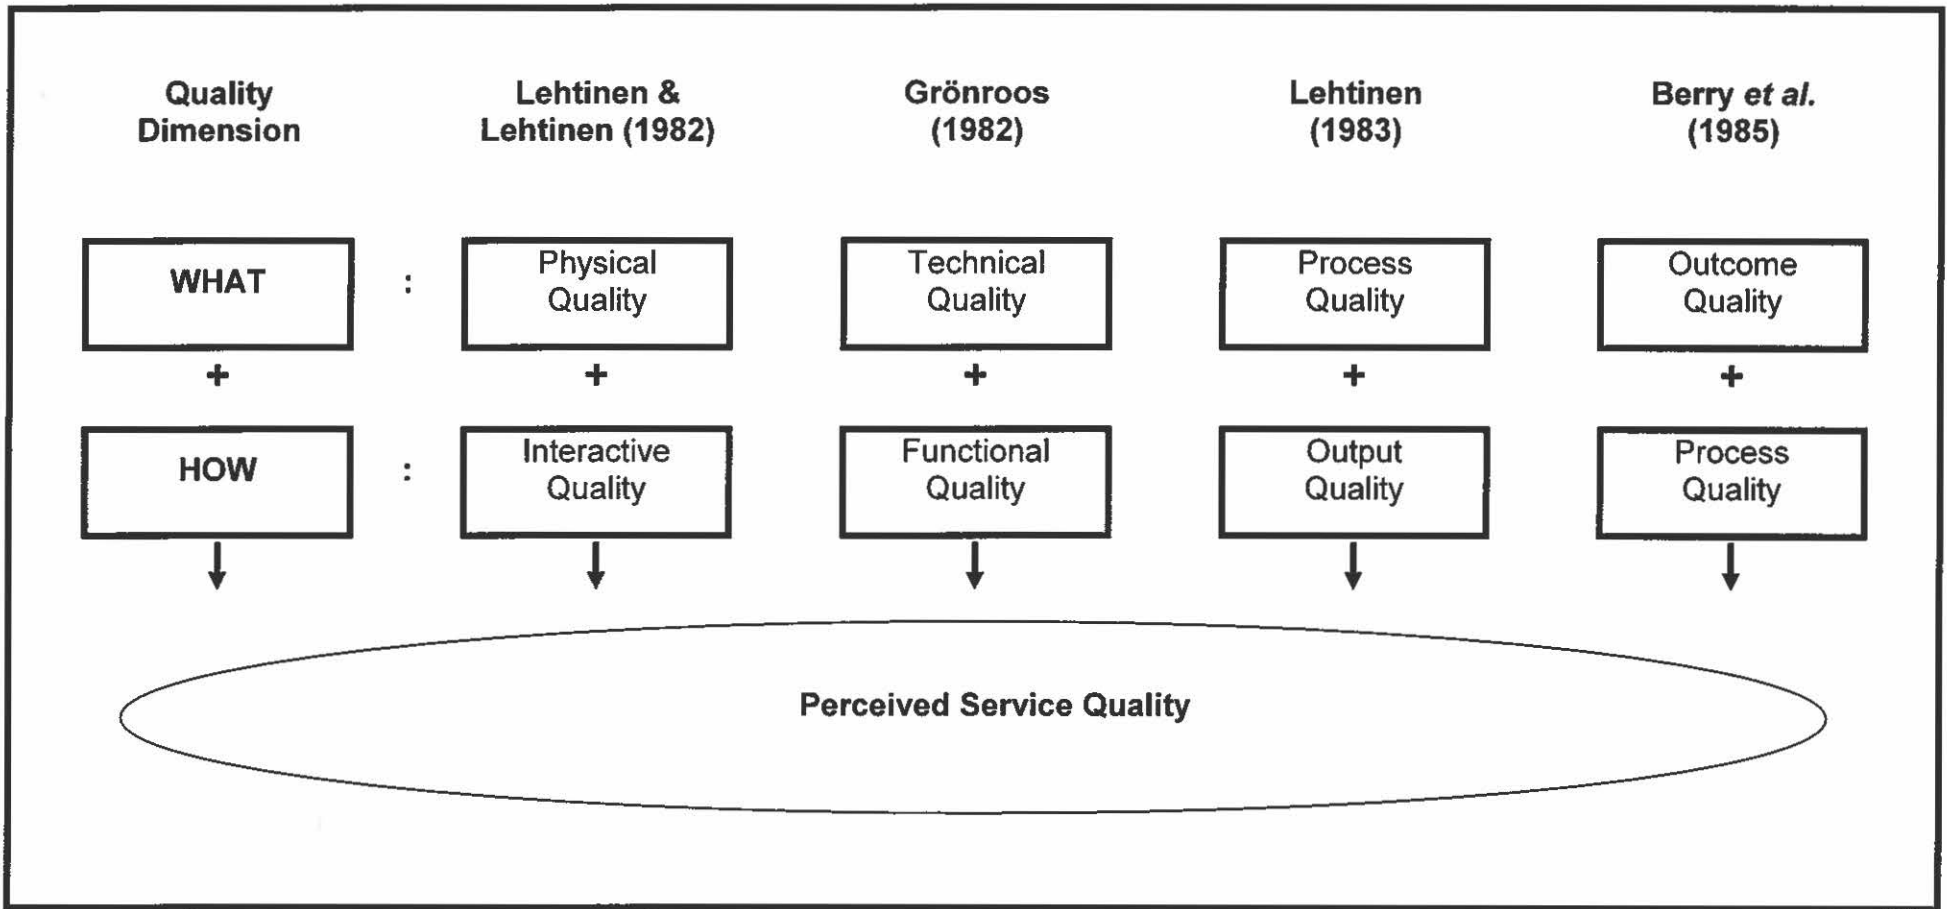 Quality
Dimension
Lehtinen &
Lehtinen (1982)
Grönroos
(1982)
Lehtinen
(1983)
Berry et al.
(1985)
WHAT
:
Physical
Quality
Technical
Quality
Process
Quality
Outcome
Quality
+ + + + +
HOW
:
Interactive
Quality
Functional
Quality
Output
Quality
Process
Quality
Perceived Service Quality